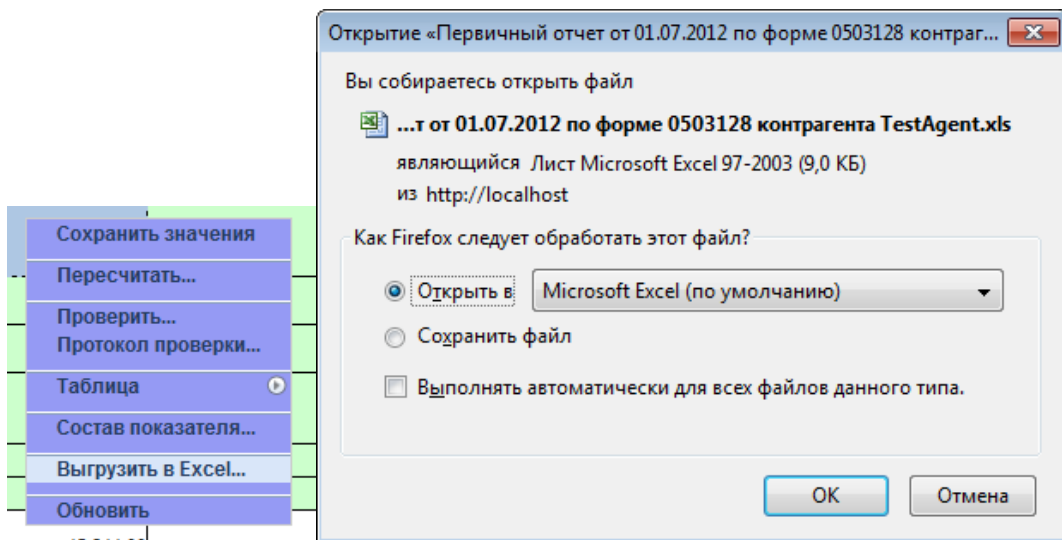 Открытие «Первичный отчет от 01.07.2012 по форме 0503128 контраг...
Вы собираетесь открыть файл
...т от 01.07.2012 по форме 0503128 контрагента TestAgent.xls
являющийся Лист Microsoft Excel 97-2003 (9,0 КБ)
из http://localhost
Как Firefox следует обработать этот файл?
Открыть в Microsoft Excel (по умолчанию)
Сохранить файл
Выполнять автоматически для всех файлов данного типа.
OK Отмена
Сохранить значения
Пересчитать...
Проверить...
Протокол проверки...
Таблица
Состав показателя...
Выгрузить в Excel...
Обновить